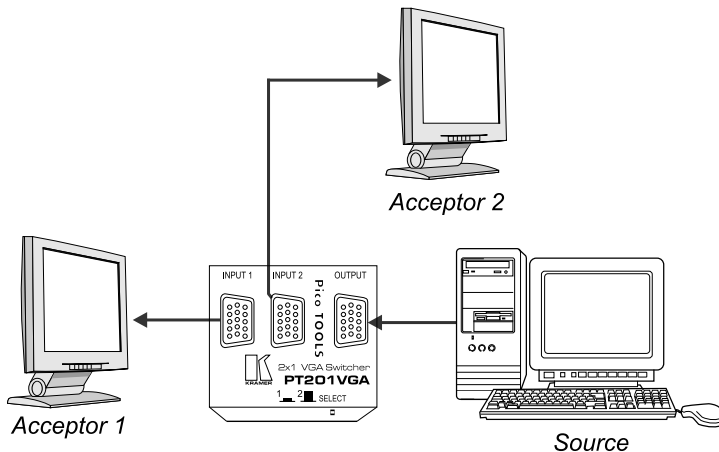 Acceptor 2
INPUT 1
INPUT 2
OUTPUT
Pico TOOLS
KRAMER
2x1 VGA Switcher
PT201VGA
1 2 SELECT
Acceptor 1
Source